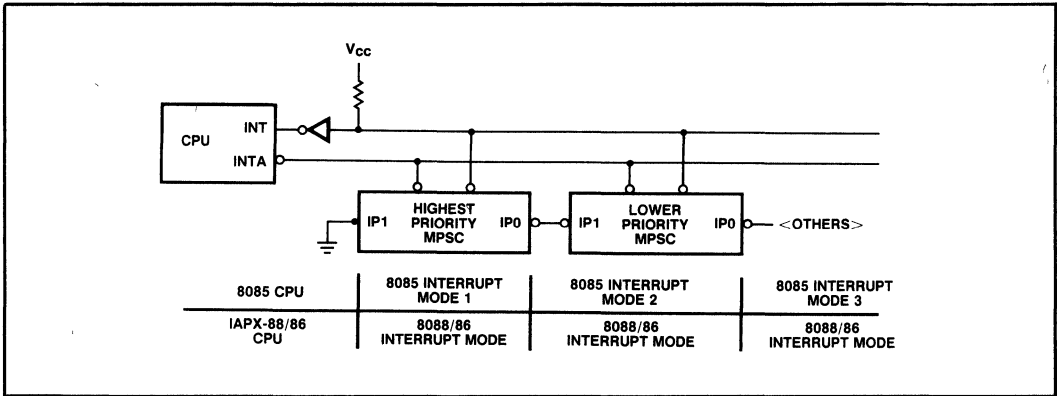 Vcc
CPU
INT
INTA
IP1
HIGHEST
PRIORITY
MPSC
IP0
IP1
LOWER
PRIORITY
MPSC
IP0
<OTHERS>
8085 CPU
8085 INTERRUPT
MODE 1
8085 INTERRUPT
MODE 2
8085 INTERRUPT
MODE 3
IAPX-88/86
CPU
8088/86
INTERRUPT MODE
8088/86
INTERRUPT MODE
8088/86
INTERRUPT MODE